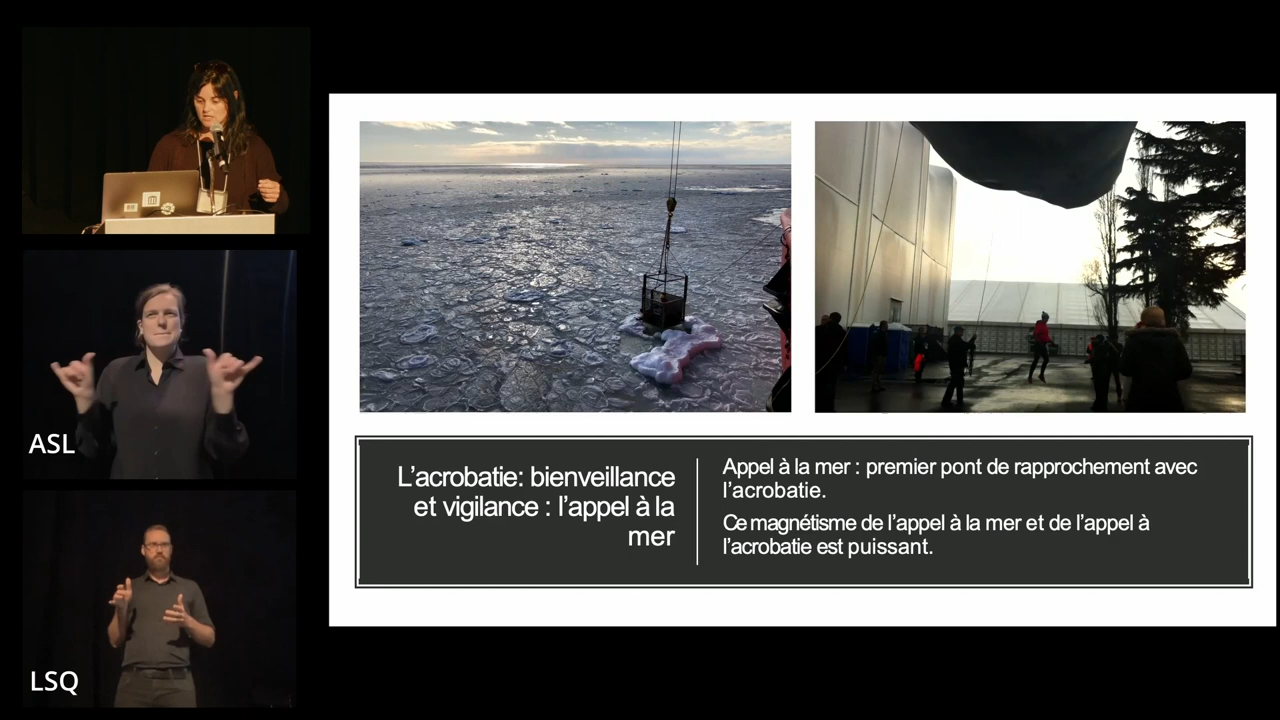 ASL
LSQ
L’acrobatie: bienveillance
et vigilance : l’appel à la
mer
Appel à la mer : premier pont de rapprochement avec
l’acrobatie.
Ce magnétisme de l’appel à la mer et de l’appel à
l’acrobatie est puissant.